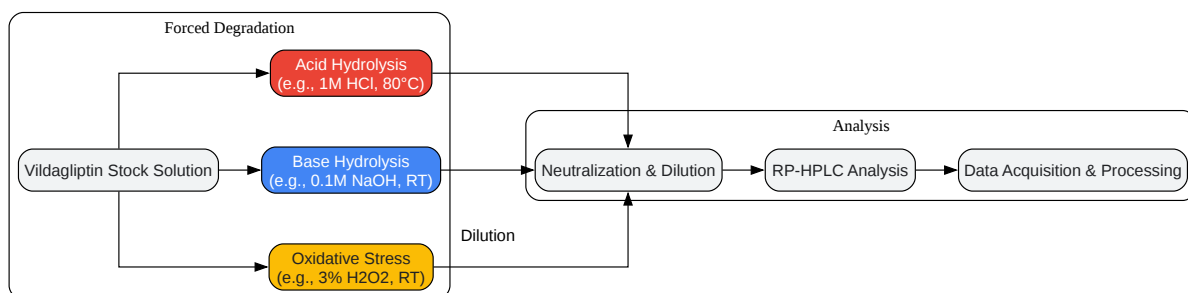 Forced Degradation
Acid Hydrolysis
(e.g., 1M HCl, 80°C)
Analysis
Vildagliptin Stock Solution
Base Hydrolysis
(e.g., 0.1M NaOH, RT)
Neutralization & Dilution
RP-HPLC Analysis
Data Acquisition & Processing
Dilution
Oxidative Stress
(e.g., 3% H2O2, RT)